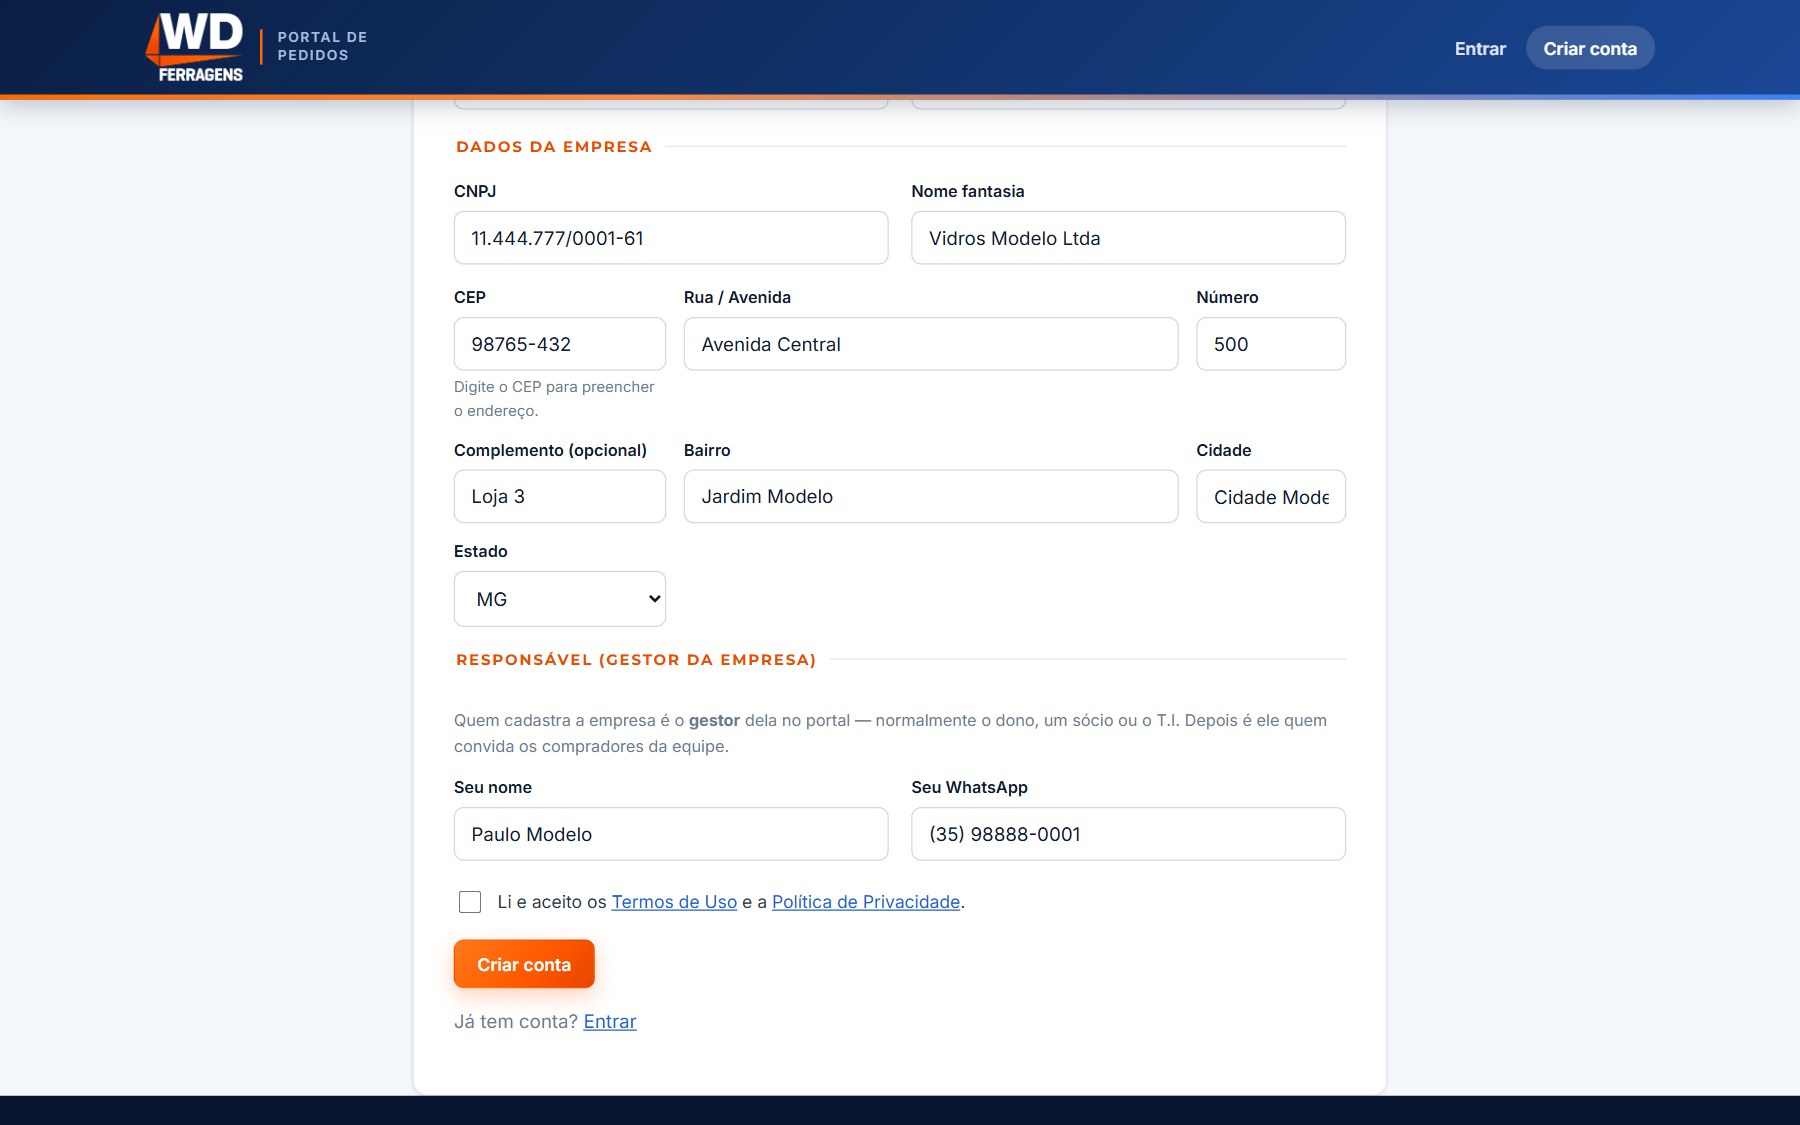 WD
FERRAGENS
PORTAL DE
PEDIDOS
Entrar
Criar conta
DADOS DA EMPRESA
CNPJ
Nome fantasia
11.444.777/0001-61
Vidros Modelo Ltda
CEP
Rua / Avenida
Número
98765-432
Avenida Central
500
Digite o CEP para preencher
o endereço.
Complemento (opcional)
Bairro
Cidade
Loja 3
Jardim Modelo
Cidade Mode
Estado
MG
RESPONSÁVEL (GESTOR DA EMPRESA)
Quem cadastra a empresa é o gestor dela no portal — normalmente o dono, um sócio ou o T.I. Depois é ele quem
convida os compradores da equipe.
Seu nome
Seu WhatsApp
Paulo Modelo
(35) 98888-0001
Li e aceito os Termos de Uso e a Política de Privacidade.
Criar conta
Já tem conta? Entrar